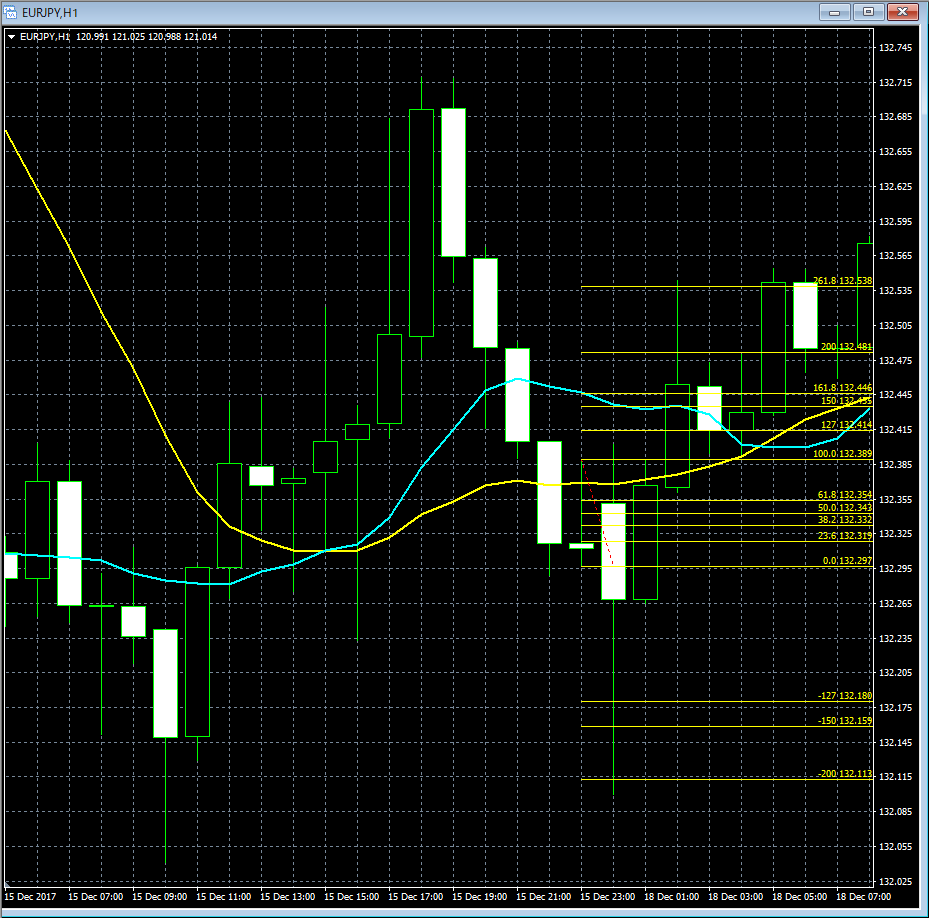 EURJPY,H1
EURJPY,H1 120.991 121.025 120.988 121.014
132.745
132.715
132.685
132.655
132.625
132.595
132.565
261.8 132.538
132.535
132.505
200 132.481
132.475
161.8 132.446
132.445
150 132.435
127 132.414
132.415
100.0 132.389
132.385
61.8 132.354
132.355
50.0 132.343
38.2 132.332
132.325
23.6 132.319
0.0 132.297
132.295
132.265
132.235
132.205
-127 132.180
132.175
-150 132.159
132.145
-200 132.113
132.115
132.085
132.055
132.025
15 Dec 2017
15 Dec 07:00
15 Dec 09:00
15 Dec 11:00
15 Dec 13:00
15 Dec 15:00
15 Dec 17:00
15 Dec 19:00
15 Dec 21:00
15 Dec 23:00
18 Dec 01:00
18 Dec 03:00
18 Dec 05:00
18 Dec 07:00